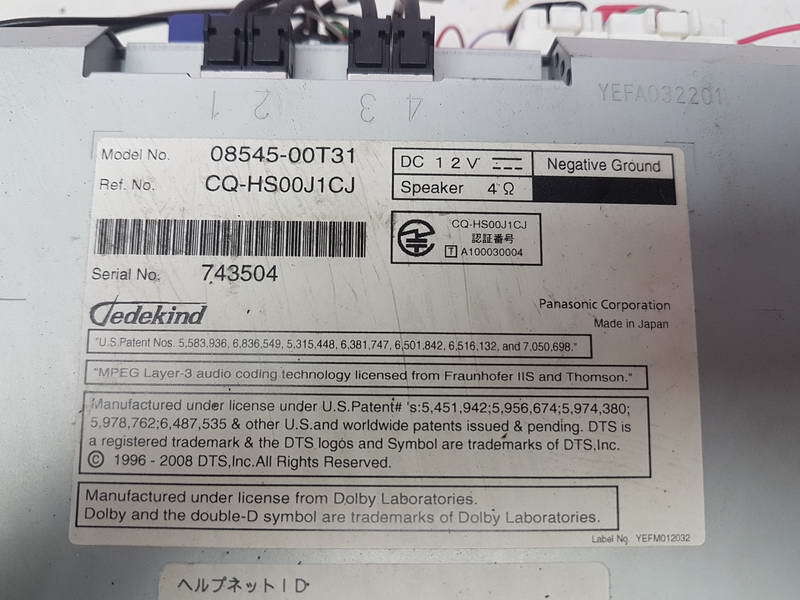 1 2 3 4
YEFA032201
Model No. 08545-00T31
Ref. No. CQ-HS00J1CJ
DC 12V Negative Ground
Speaker 4Ω
CQ-HS00J1CJ
認証番号
T A100030004
Serial No. 743504
Dedekind
Panasonic Corporation
Made in Japan
"U.S.Patent Nos. 5,583,936, 6,836,549, 5,315,448, 6,381,747, 6,501,842, 6,516,132, and 7,050,698."
"MPEG Layer-3 audio coding technology licensed from Fraunhofer IIS and Thomson."
Manufactured under license under U.S.Patent# 's:5,451,942;5,956,674;5,974,380;
5,978,762;6,487,535 & other U.S.and worldwide patents issued & pending. DTS is
a registered trademark & the DTS logos and Symbol are trademarks of DTS,Inc.
© 1996 - 2008 DTS,Inc.All Rights Reserved.
Manufactured under license from Dolby Laboratories.
Dolby and the double-D symbol are trademarks of Dolby Laboratories.
Label No. YEFM012032
ヘルプネットID